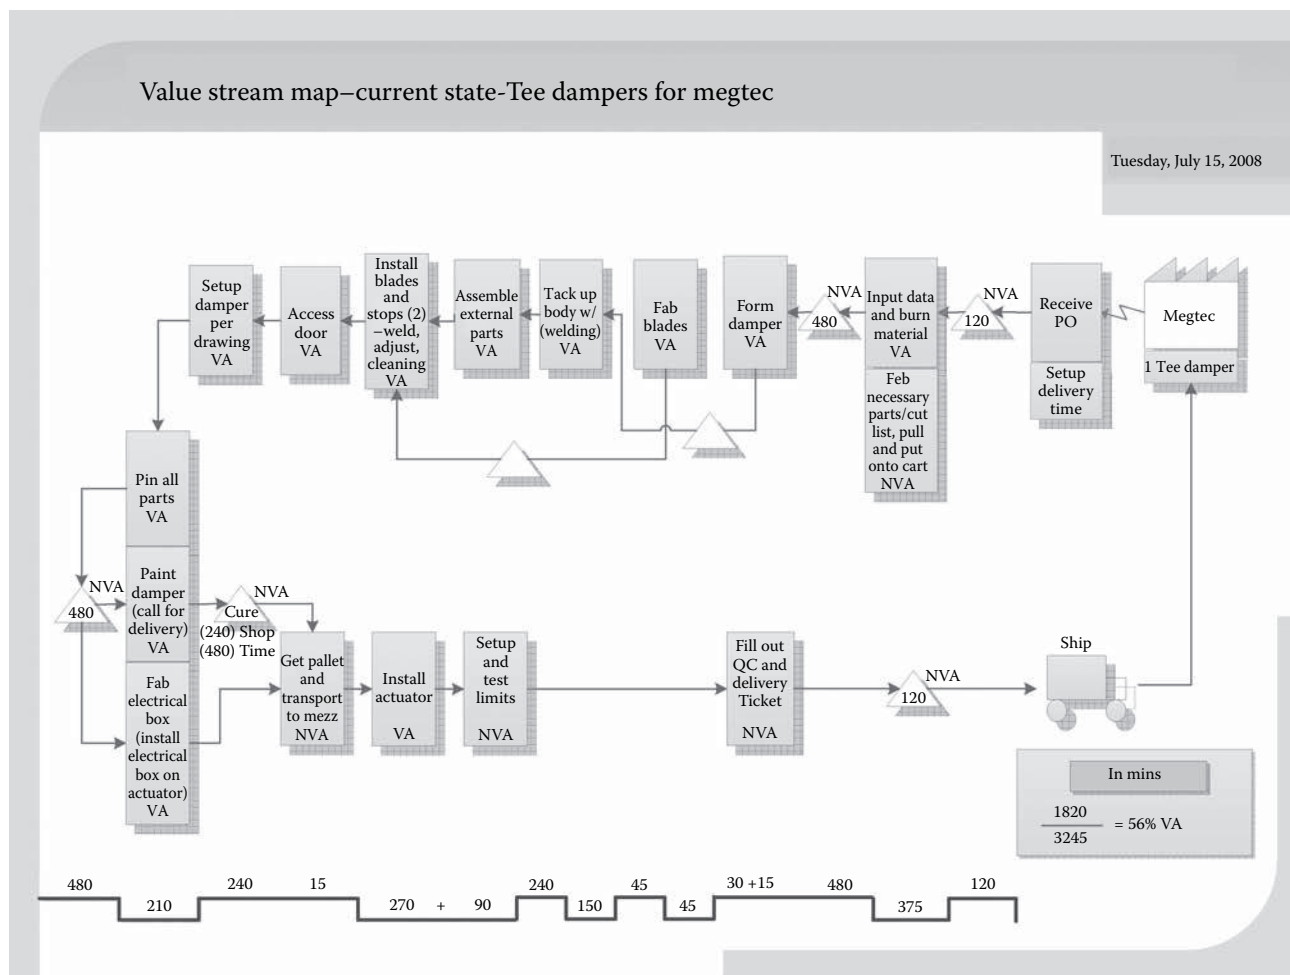 Value stream map–current state-Tee dampers for megtec
Tuesday, July 15, 2008
Setup
damper
per
drawing
VA
Access
door
VA
Install
blades
and
stops (2)
–weld,
adjust,
cleaning
VA
Assemble
external
parts
VA
Tack up
body w/
(welding)
VA
Fab
blades
VA
Form
damper
VA
NVA
480
Input data
and burn
material
VA
Feb
necessary
parts/cut
list, pull
and put
onto cart
NVA
NVA
120
Receive
PO
Setup
delivery
time
Megtec
1 Tee damper
Pin all
parts
VA
NVA
480
Paint
damper
(call for
delivery)
VA
Fab
electrical
box
(install
electrical
box on
actuator)
VA
NVA
Cure
(240) Shop
(480) Time
Get pallet
and
transport
to mezz
NVA
Install
actuator
VA
Setup
and
test
limits
NVA
Fill out
QC and
delivery
Ticket
NVA
NVA
120
Ship
In mins
1820
3245
= 56% VA
480
210
240
15
270 + 90
240
150
45
45
30 +15
480
375
120